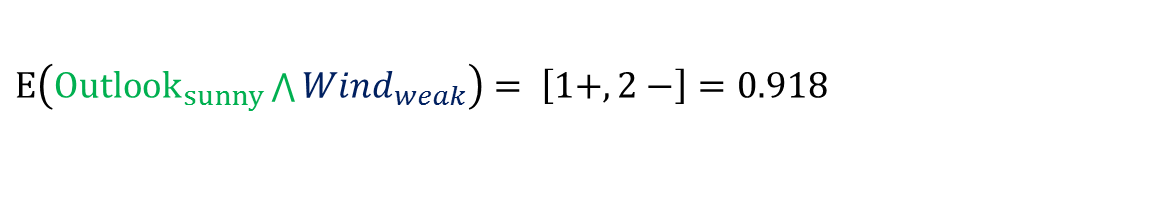 E(Outlook_sunny ∧ Wind_weak) = [1+, 2 −] = 0.918